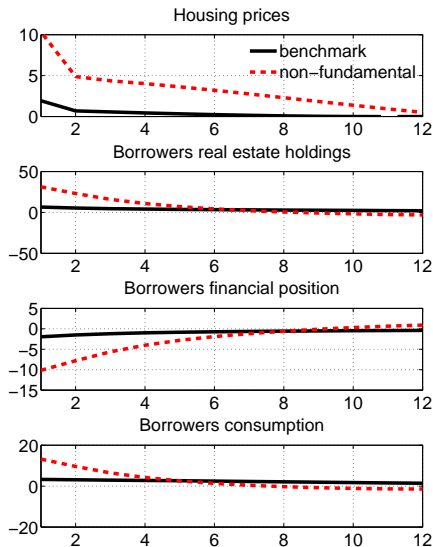 Housing prices
10
5
0
benchmark
non-fundamental
2 4 6 8 10 12
Borrowers real estate holdings
50
0
−50
2 4 6 8 10 12
Borrowers financial position
5
0
−5
−10
−15
2 4 6 8 10 12
Borrowers consumption
20
0
−20
2 4 6 8 10 12